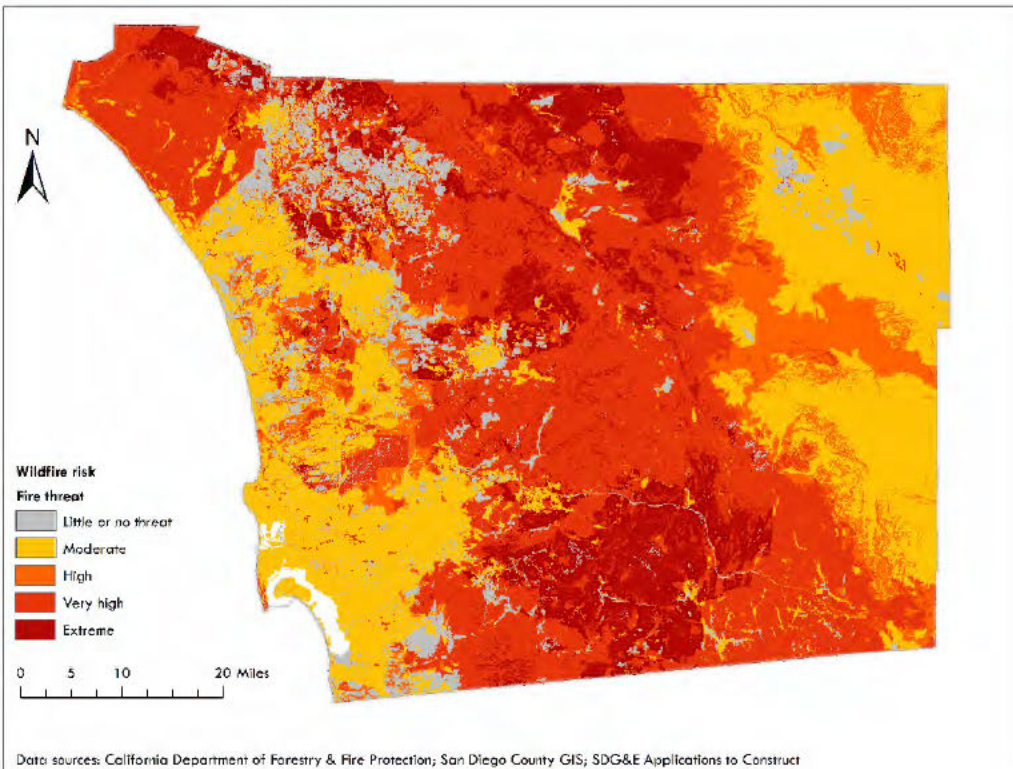 N
Wildfire risk
Fire threat
Little or no threat
Moderate
High
Very high
Extreme
0 5 10 20 Miles
Data sources: California Department of Forestry & Fire Protection; San Diego County GIS; SDG&E Applications to Construct